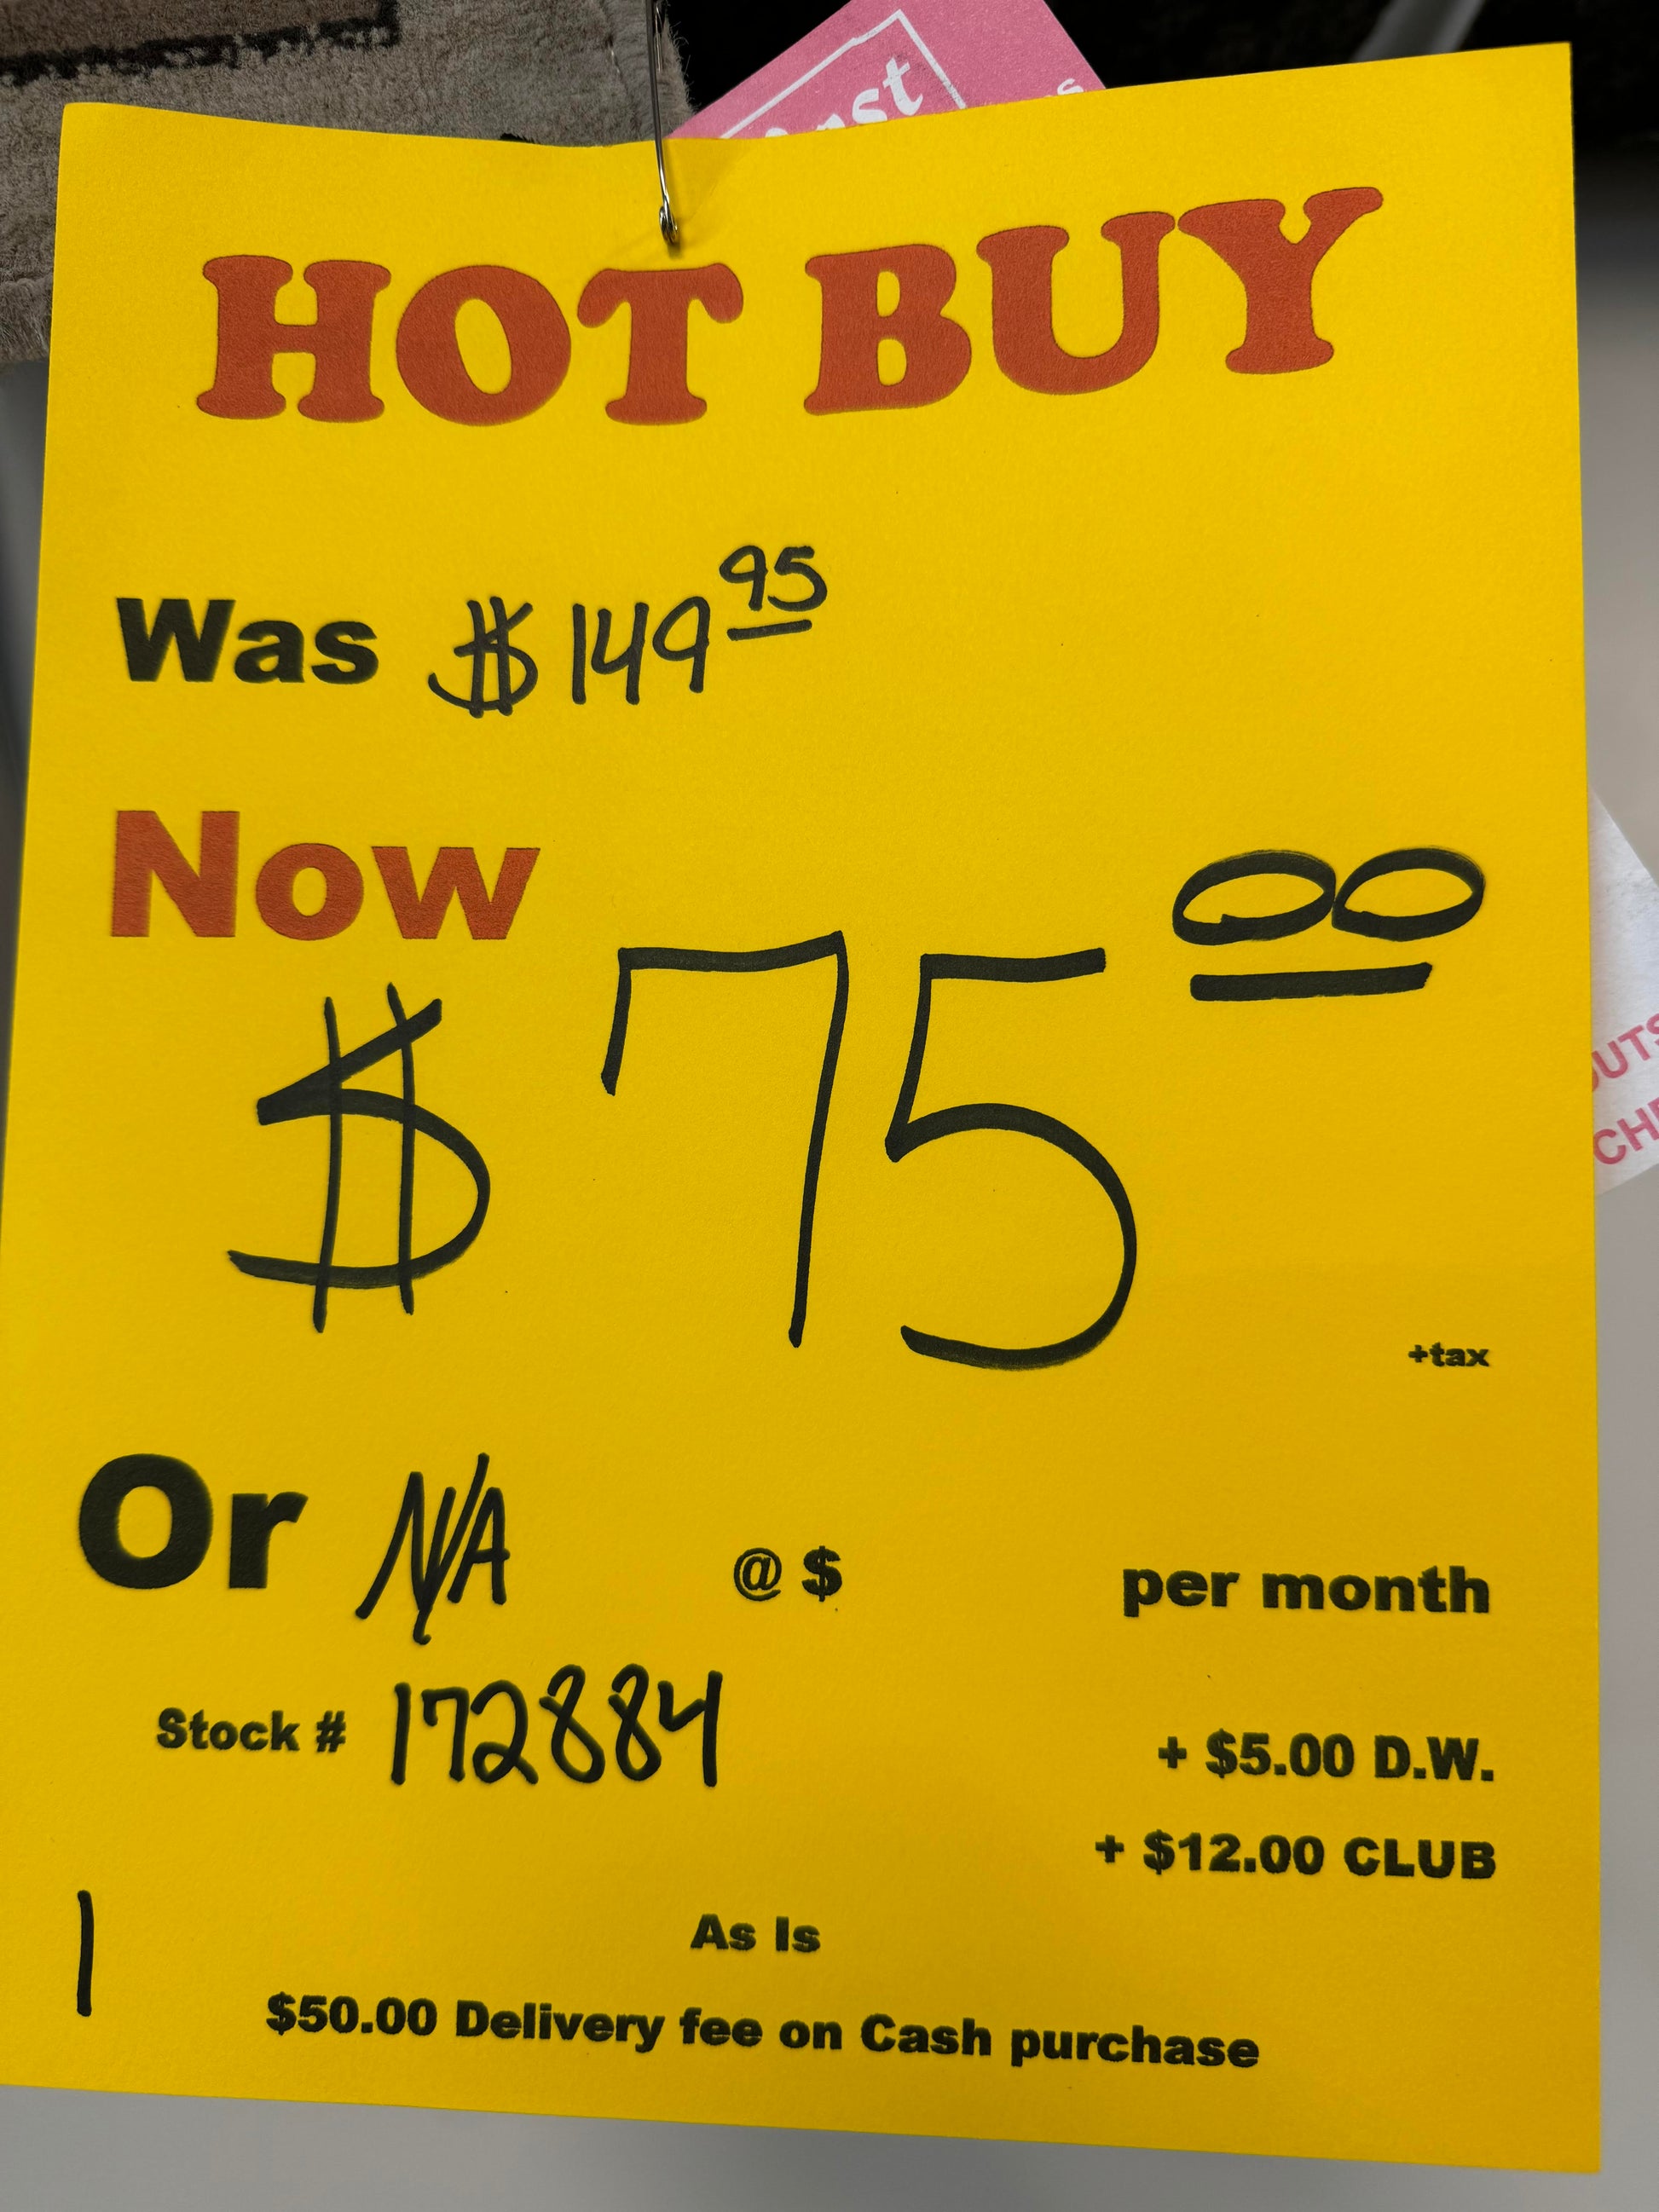 HOT BUY
Was $149.95
Now
$75.00
+tax
Or N/A @ $ per month
Stock # 172884
+ $5.00 D.W.
+ $12.00 CLUB
1
As Is
$50.00 Delivery fee on Cash purchase